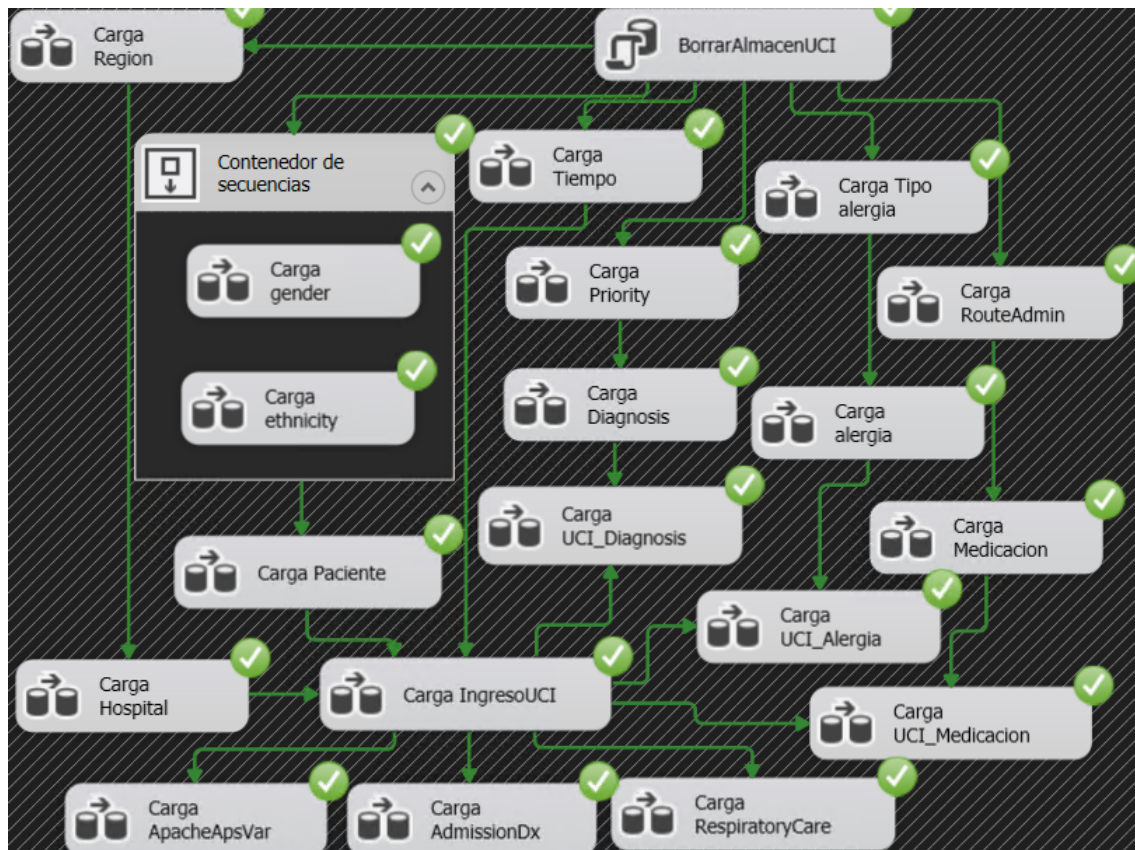 Carga
Region
BorrarAlmacenUCI
Contenedor de
secuencias
Carga
Tiempo
Carga Tipo
alergia
Carga
gender
Carga
Priority
Carga
RouteAdmin
Carga
ethnicity
Carga
Diagnosis
Carga
alergia
Carga
UCI_Diagnosis
Carga
Medicacion
Carga Paciente
Carga
UCI_Alergia
Carga
Hospital
Carga IngresoUCI
Carga
UCI_Medicacion
Carga
ApacheApsVar
Carga
AdmissionDx
Carga
RespiratoryCare